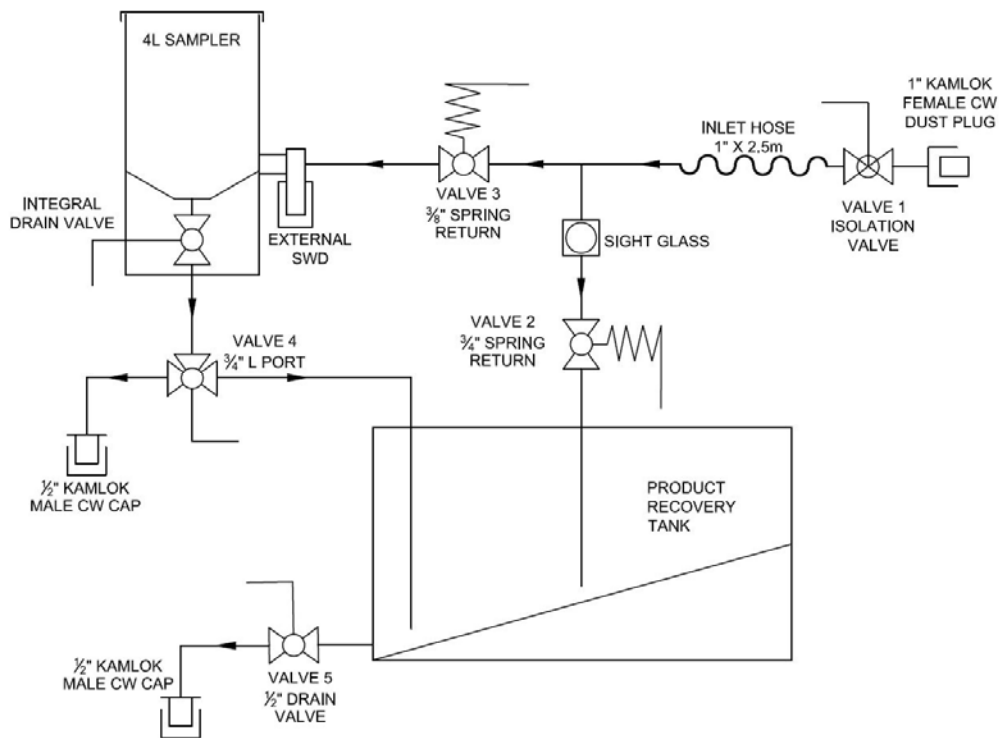 4L SAMPLER
1" KAMLOK
FEMALE CW
DUST PLUG
INLET HOSE
1" X 2.5m
VALVE 3
⅜" SPRING
RETURN
VALVE 1
ISOLATION
VALVE
INTEGRAL
DRAIN VALVE
EXTERNAL
SWD
SIGHT GLASS
VALVE 4
¾" L PORT
VALVE 2
¾" SPRING
RETURN
½" KAMLOK
MALE CW CAP
PRODUCT
RECOVERY
TANK
½" KAMLOK
MALE CW CAP
VALVE 5
½" DRAIN
VALVE